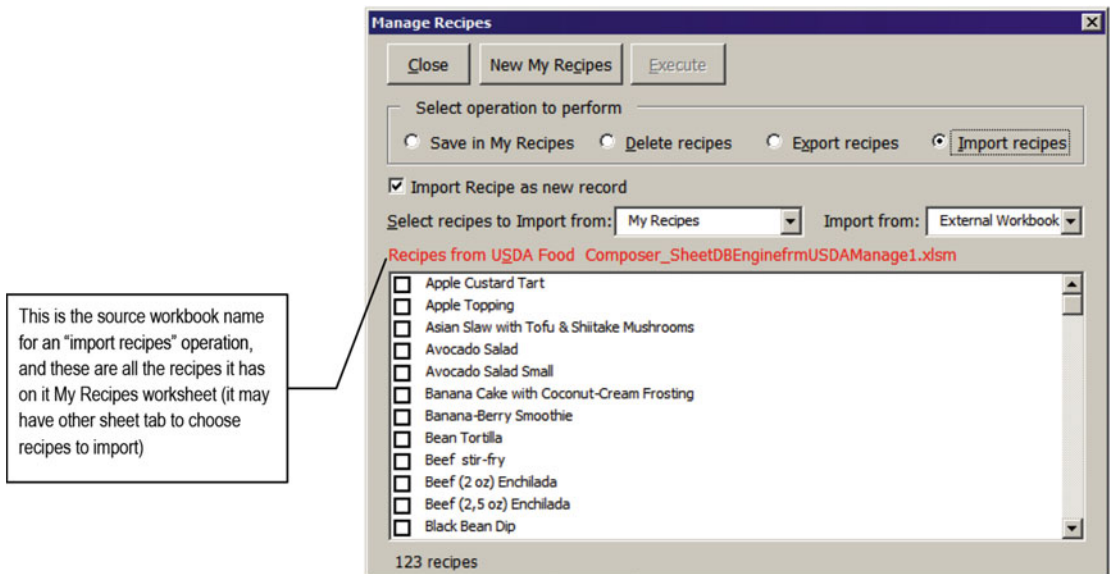 Manage Recipes
Close New My Recipes Execute
Select operation to perform
Save in My Recipes Delete recipes Export recipes Import recipes
Import Recipe as new record
Select recipes to Import from: My Recipes Import from: External Workbook
Recipes from USDA Food Composer_SheetDBEnginefrmUSDAManage1.xlsm
Apple Custard Tart
Apple Topping
Asian Slaw with Tofu & Shiitake Mushrooms
Avocado Salad
Avocado Salad Small
Banana Cake with Coconut-Cream Frosting
Banana-Berry Smoothie
Bean Tortilla
Beef stir-fry
Beef (2 oz) Enchilada
Beef (2,5 oz) Enchilada
Black Bean Dip
123 recipes
This is the source workbook name
for an “import recipes” operation,
and these are all the recipes it has
on it My Recipes worksheet (it may
have other sheet tab to choose
recipes to import)